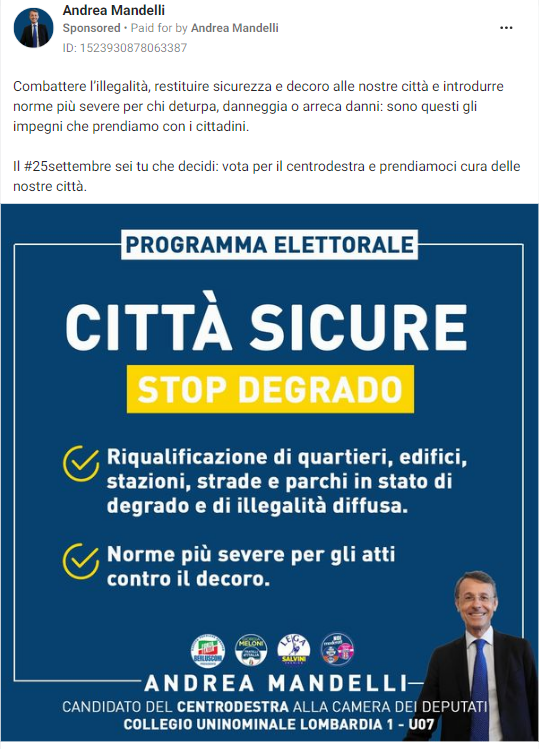 Andrea Mandelli
Sponsored • Paid for by Andrea Mandelli
ID: 1523930878063387
Combattere l'illegalità, restituire sicurezza e decoro alle nostre città e introdurre
norme più severe per chi deturpa, danneggia o arreca danni: sono questi gli
impegni che prendiamo con i cittadini.
Il #25settembre sei tu che decidi: vota per il centrodestra e prendiamoci cura delle
nostre città.
PROGRAMMA ELETTORALE
CITTÀ SICURE
STOP DEGRADO
Riqualificazione di quartieri, edifici,
stazioni, strade e parchi in stato di
degrado e di illegalità diffusa.
Norme più severe per gli atti
contro il decoro.
BERLUSCONI
MELONI
LEGA
SALVINI
ANDREA MANDELLI
CANDIDATO DEL CENTRODESTRA ALLA CAMERA DEI DEPUTATI
COLLEGIO UNINOMINALE LOMBARDIA 1 - U07